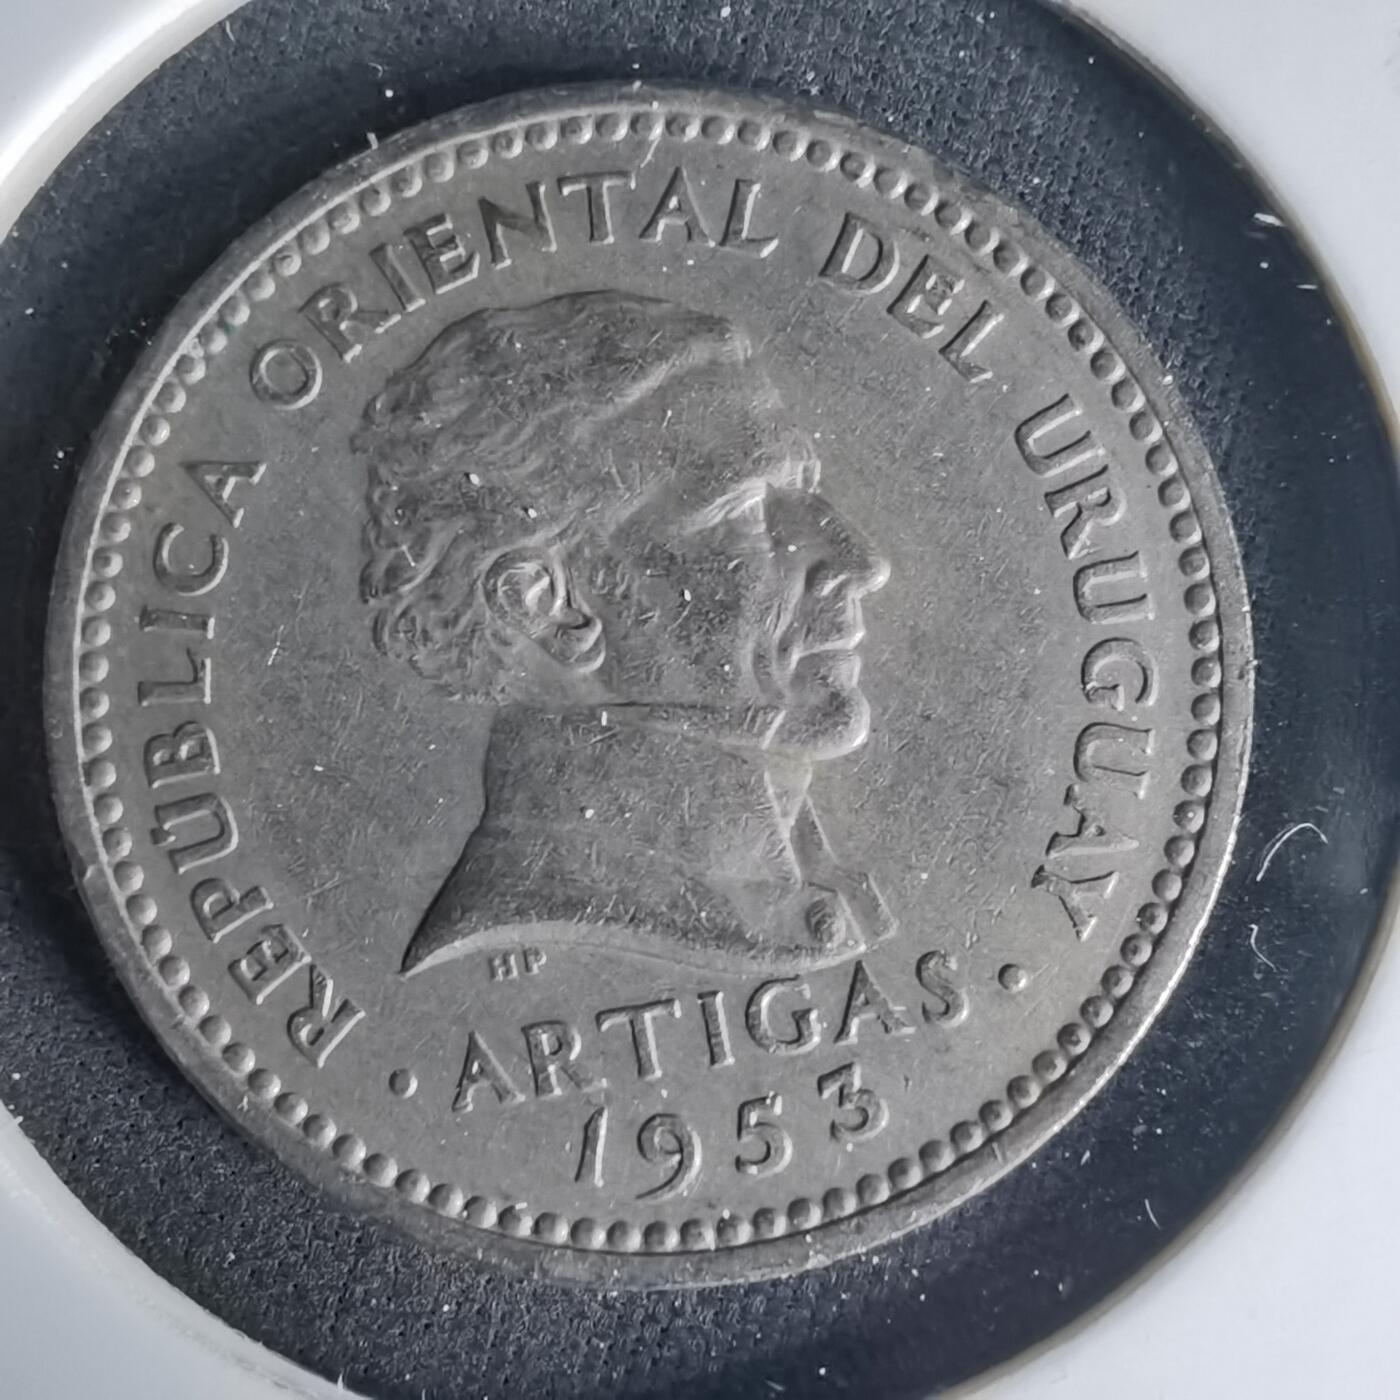 REPÚBLICA ORIENTAL DEL URUGUAY
HP
• ARTIGAS •
1953